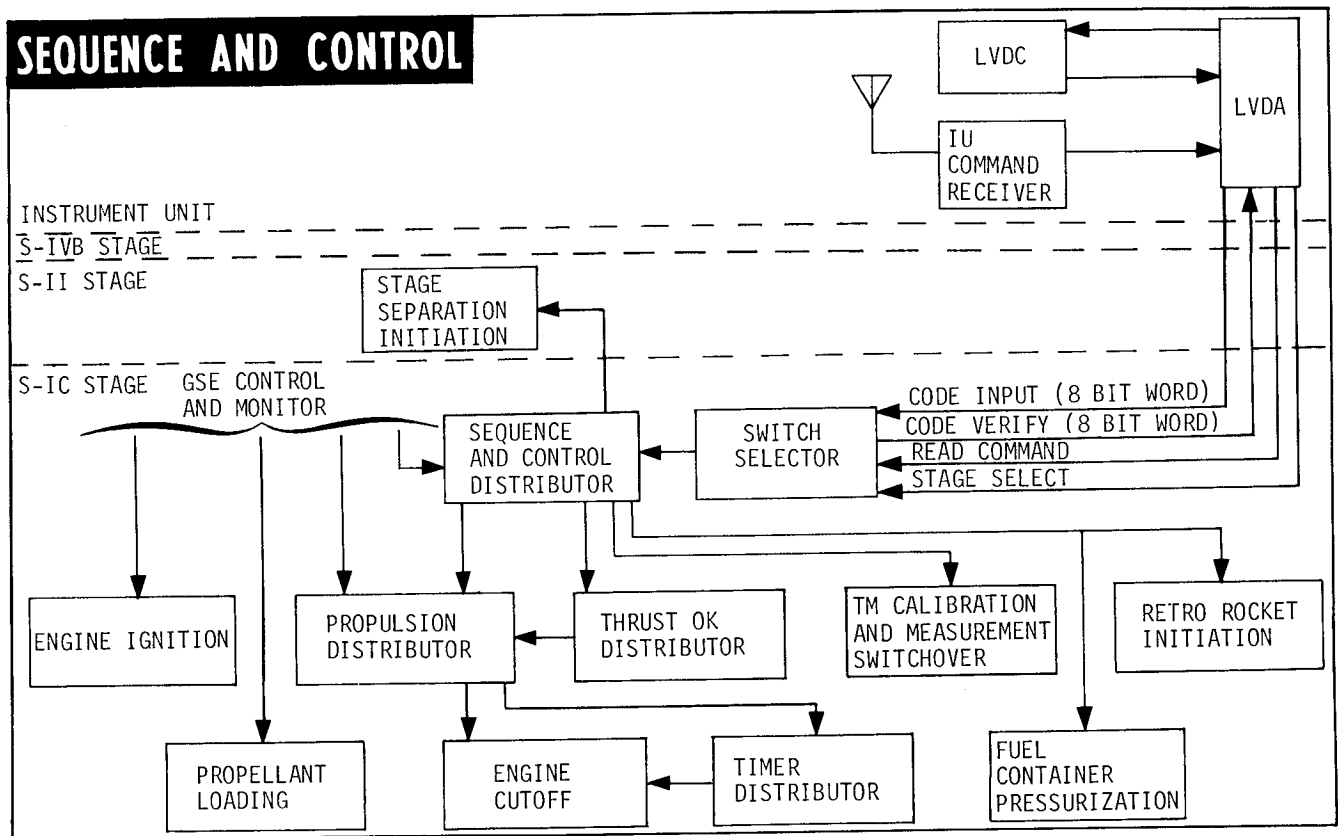 SEQUENCE AND CONTROL
LVDC
LVDA
IU
COMMAND
RECEIVER
INSTRUMENT UNIT
S-IVB STAGE
S-II STAGE
STAGE
SEPARATION
INITIATION
S-IC STAGE
GSE CONTROL
AND MONITOR
SEQUENCE
AND CONTROL
DISTRIBUTOR
SWITCH
SELECTOR
CODE INPUT (8 BIT WORD)
CODE VERIFY (8 BIT WORD)
READ COMMAND
STAGE SELECT
ENGINE IGNITION
PROPULSION
DISTRIBUTOR
THRUST OK
DISTRIBUTOR
TM CALIBRATION
AND MEASUREMENT
SWITCHOVER
RETRO ROCKET
INITIATION
PROPELLANT
LOADING
ENGINE
CUTOFF
TIMER
DISTRIBUTOR
FUEL
CONTAINER
PRESSURIZATION